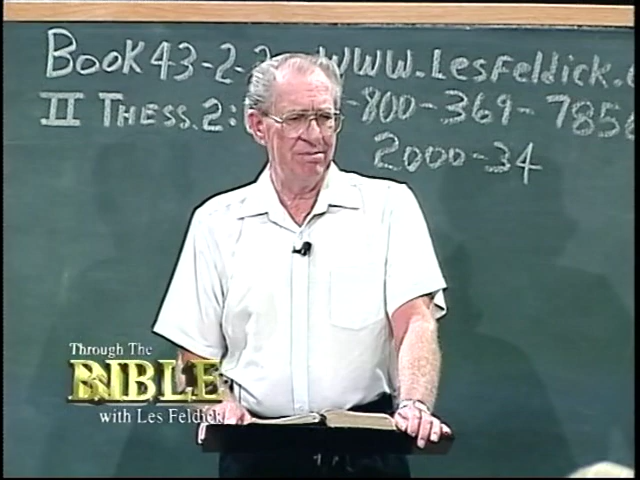 Book 43-2-2 www.LesFeldick.
II Thess. 2: -800-369-7856
2000-34
Through The
BIBLE
with Les Feldick